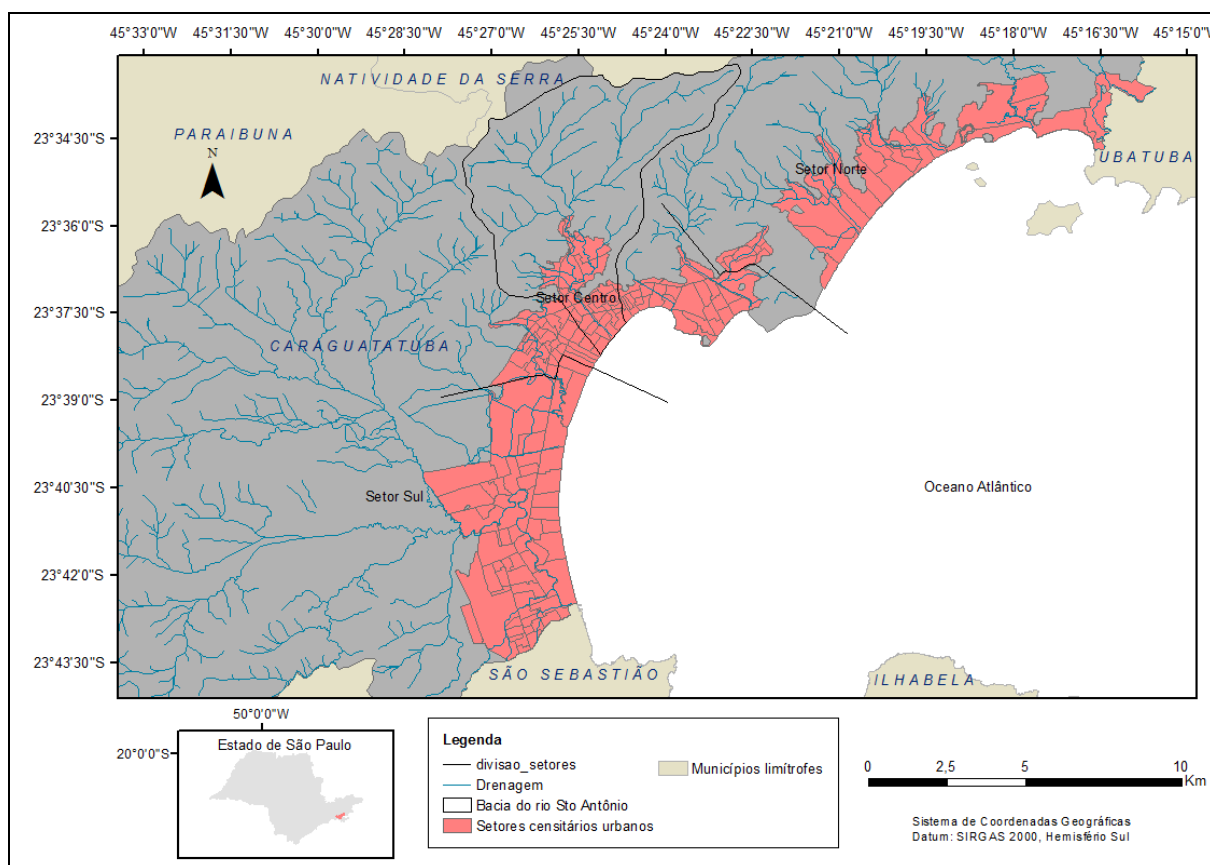 45°33'0"W 45°31'30"W 45°30'0"W 45°28'30"W 45°27'0"W 45°25'30"W 45°24'0"W 45°22'30"W 45°21'0"W 45°19'30"W 45°18'0"W 45°16'30"W 45°15'0"W
NATIVIDADE DA SERRA
PARAIBUNA
23°34'30"S
N
UBATUBA
Setor Norte
23°36'0"S
Setor Centro
23°37'30"S
CARAGUATATUBA
23°39'0"S
23°40'30"S
Setor Sul
Oceano Atlântico
23°42'0"S
23°43'30"S
SÃO SEBASTIÃO
ILHABELA
50°0'0"W
20°0'0"S
Estado de São Paulo
Legenda
divisao_setores
Drenagem
Bacia do rio Sto Antônio
Setores censitários urbanos
Municípios limítrofes
0 2,5 5 10
Km
Sistema de Coordenadas Geográficas
Datum: SIRGAS 2000, Hemisfério Sul